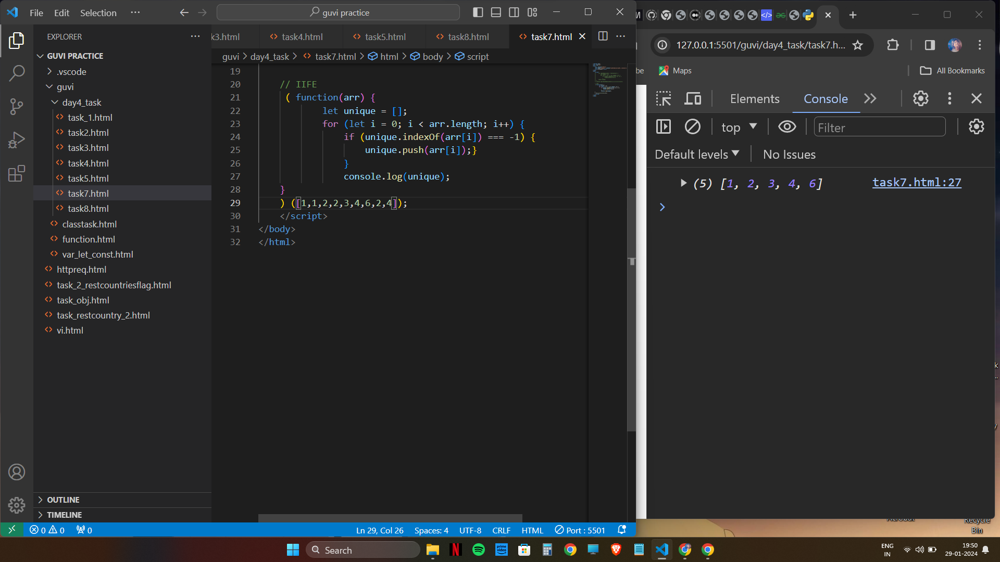 File Edit Selection ...
guvi practice
EXPLORER
GUVI PRACTICE
.vscode
guvi
day4_task
task_1.html
task2.html
task3.html
task4.html
task5.html
task7.html
task8.html
classtask.html
function.html
var_let_const.html
httpreq.html
task_2_restcountriesflag.html
task_obj.html
task_restcountry_2.html
vi.html
OUTLINE
TIMELINE
k3.html task4.html task5.html task8.html task7.html
guvi > day4_task > task7.html > html > body > script
19
20 // IIFE
21 ( function(arr) {
22 let unique = [];
23 for (let i = 0; i < arr.length; i++) {
24 if (unique.indexOf(arr[i]) === -1) {
25 unique.push(arr[i]);}
26 }
27 console.log(unique);
28 }
29 ) ([1,1,2,2,3,4,6,2,4]);
30 </script>
31 </body>
32 </html>
0 0 0 Ln 29, Col 26 Spaces: 4 UTF-8 CRLF HTML Port : 5501
127.0.0.1:5501/guvi/day4_task/task7.h...
be Maps All Bookmarks
Elements Console
top Filter
Default levels No Issues
(5) [1, 2, 3, 4, 6] task7.html:27
Recycle
Bin
Search
prime
video
ENG
IN
19:50
29-01-2024